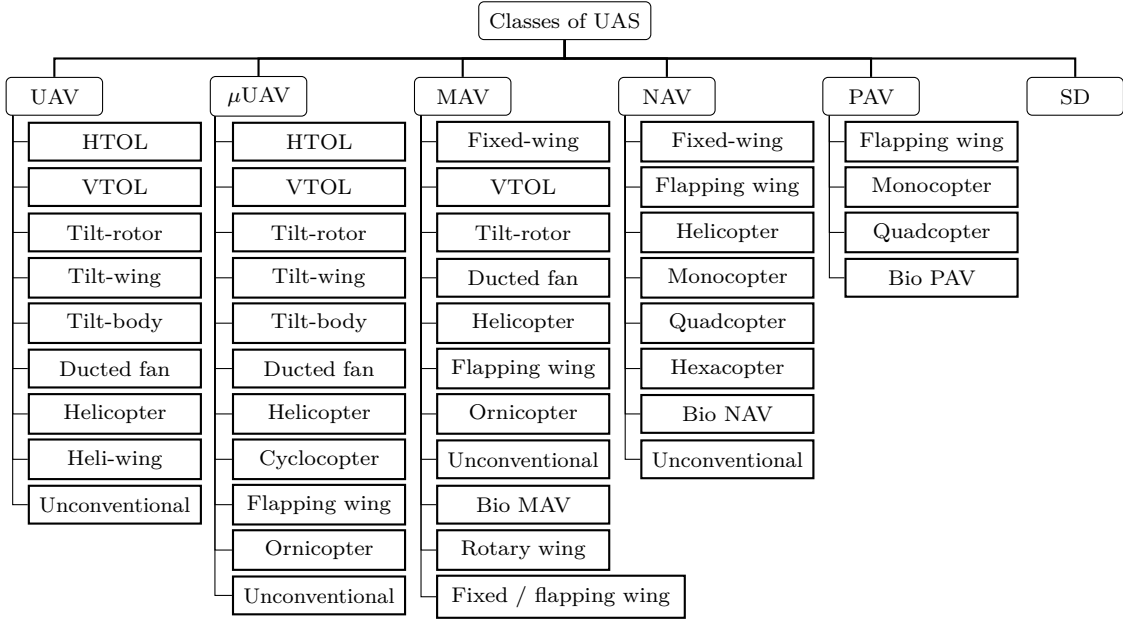 Classes of UAS
UAV
HTOL
VTOL
Tilt-rotor
Tilt-wing
Tilt-body
Ducted fan
Helicopter
Heli-wing
Unconventional
μUAV
HTOL
VTOL
Tilt-rotor
Tilt-wing
Tilt-body
Ducted fan
Helicopter
Cyclocopter
Flapping wing
Ornicopter
Unconventional
MAV
Fixed-wing
VTOL
Tilt-rotor
Ducted fan
Helicopter
Flapping wing
Ornicopter
Unconventional
Bio MAV
Rotary wing
Fixed / flapping wing
NAV
Fixed-wing
Flapping wing
Helicopter
Monocopter
Quadcopter
Hexacopter
Bio NAV
Unconventional
PAV
Flapping wing
Monocopter
Quadcopter
Bio PAV
SD